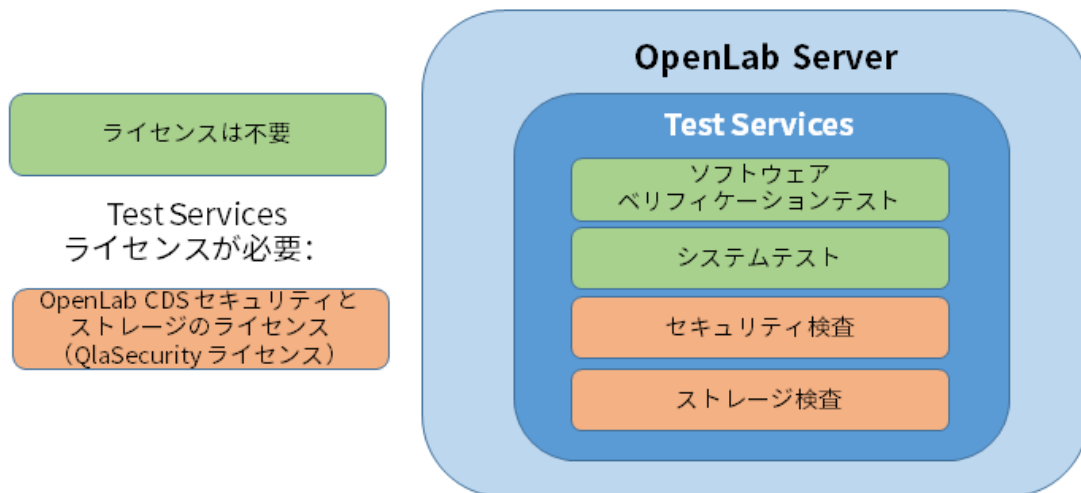 ライセンスは不要
Test Services
ライセンスが必要：
OpenLab CDS セキュリティと
ストレージのライセンス
（QlaSecurity ライセンス）
OpenLab Server
Test Services
ソフトウェア
ベリフィケーションテスト
システムテスト
セキュリティ検査
ストレージ検査